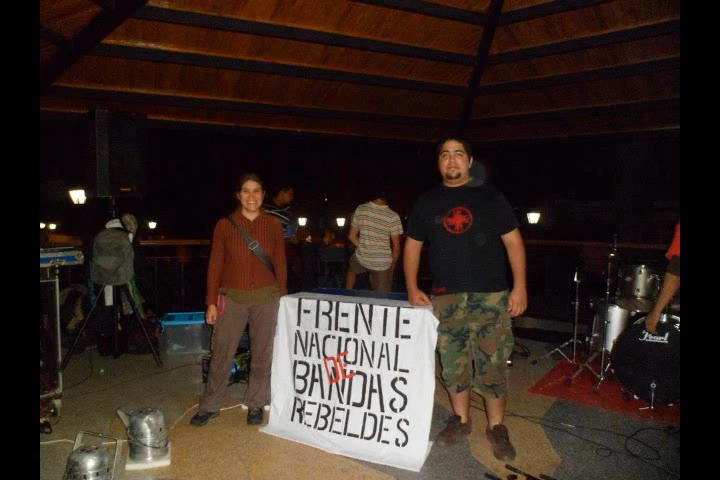 FRENTE
NACIONAL
DE
BANDAS
REBELDES
Pearl